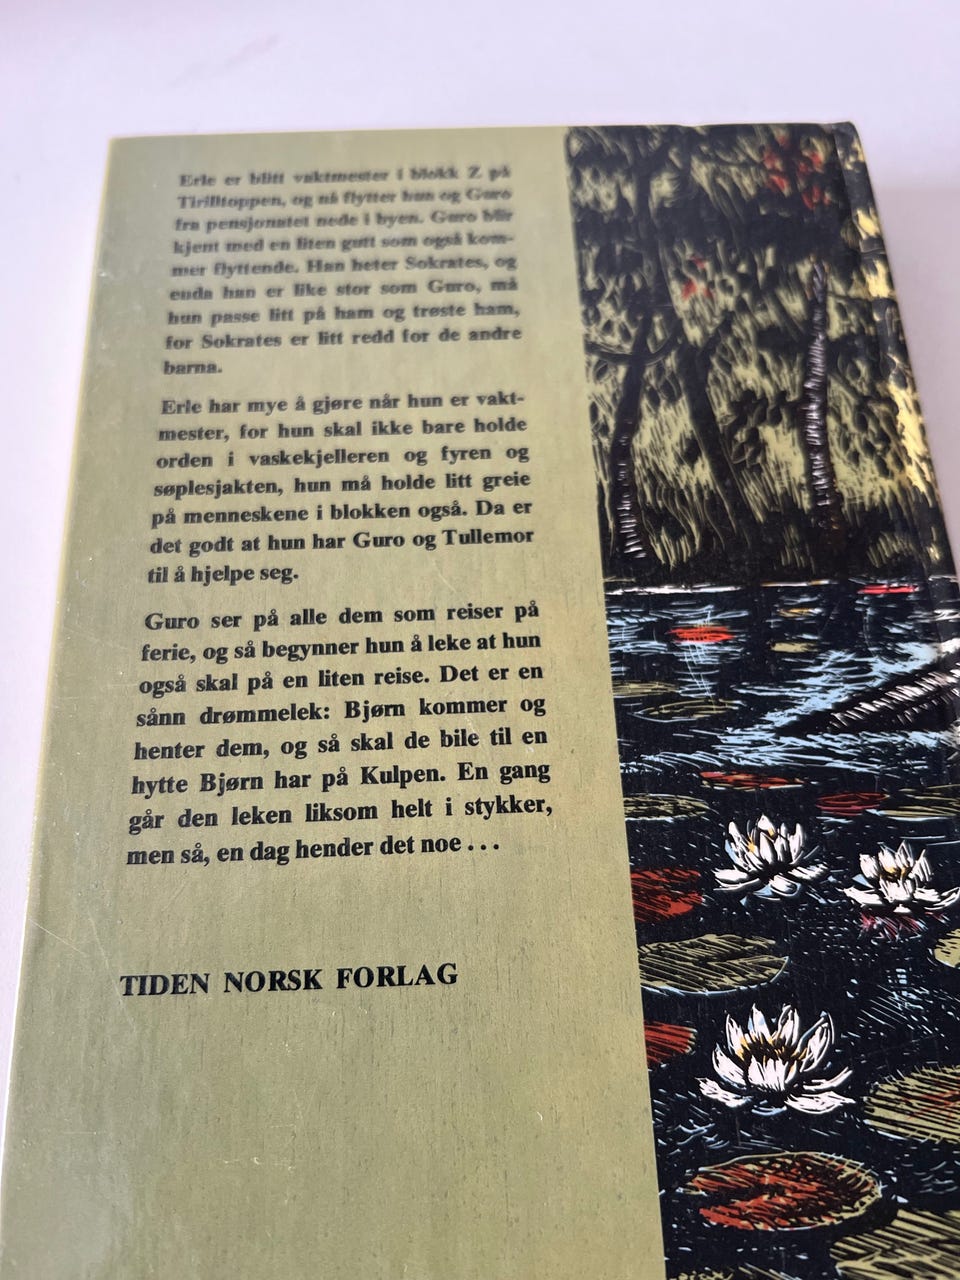 Erle er blitt vaktmester i blokk Z på
Tirilltoppen, og nå flytter hun og Guro
fra pensjonatet nede i byen. Guro blir
kjent med en liten gutt som også kom-
mer flyttende. Han heter Sokrates, og
enda han er like stor som Guro, må
hun passe litt på ham og trøste ham,
for Sokrates er litt redd for de andre
barna.
Erle har mye å gjøre når hun er vakt-
mester, for hun skal ikke bare holde
orden i vaskekjelleren og fyren og
søplesjakten, hun må holde litt greie
på menneskene i blokken også. Da er
det godt at hun har Guro og Tullemor
til å hjelpe seg.
Guro ser på alle dem som reiser på
ferie, og så begynner hun å leke at hun
også skal på en liten reise. Det er en
sånn drømmelek: Bjørn kommer og
henter dem, og så skal de bile til en
hytte Bjørn har på Kulpen. En gang
går den leken liksom helt i stykker,
men så, en dag hender det noe . . .
TIDEN NORSK FORLAG